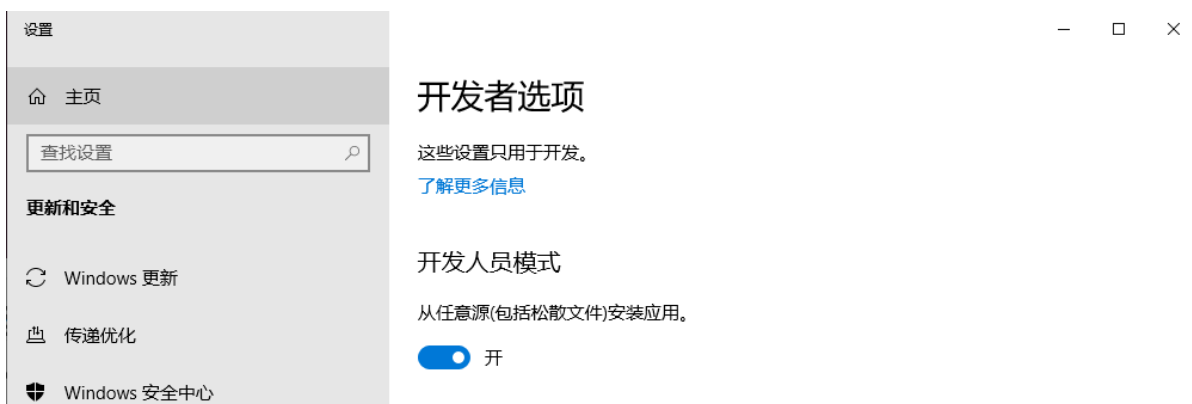 设置
主页
查找设置
更新和安全
Windows 更新
传递优化
Windows 安全中心
开发者选项
这些设置只用于开发。
了解更多信息
开发人员模式
从任意源(包括松散文件)安装应用。
开